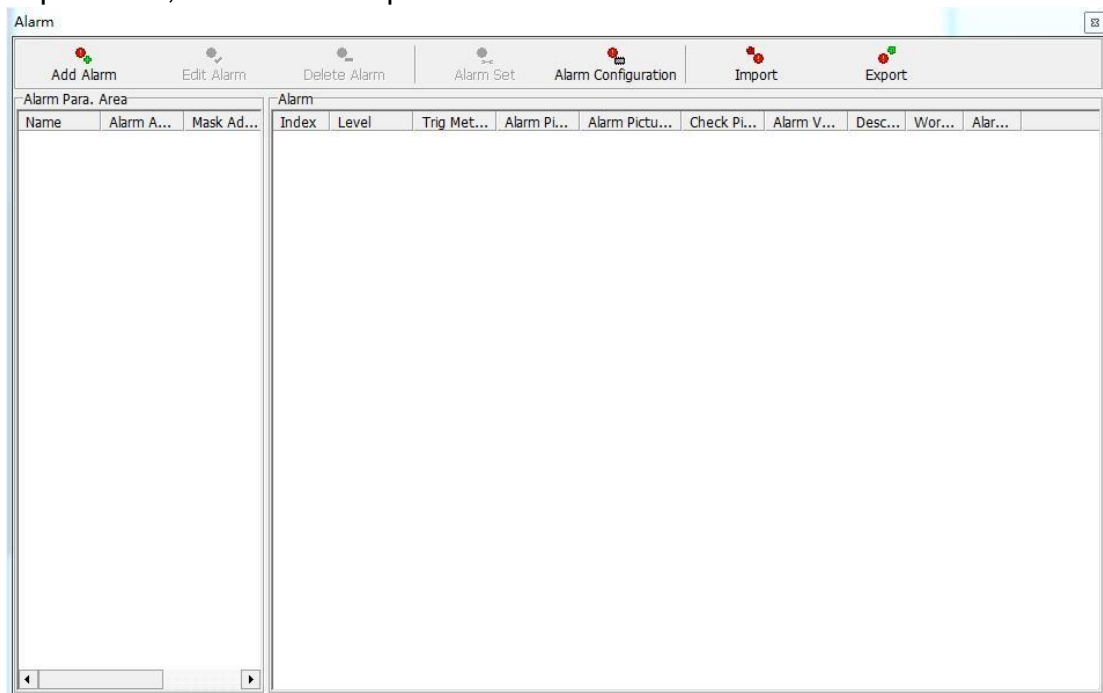 Alarm
Add Alarm Edit Alarm Delete Alarm Alarm Set Alarm Configuration Import Export
Alarm Para. Area Alarm
Name Alarm A... Mask Ad... Index Level Trig Met... Alarm Pi... Alarm Pictu... Check Pi... Alarm V... Desc... Wor... Alar...